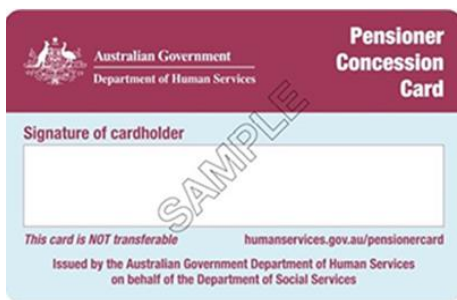 Australian Government
Department of Human Services
Pensioner
Concession
Card
Signature of cardholder
SAMPLE
This card is NOT transferable
humanservices.gov.au/pensionercard
Issued by the Australian Government Department of Human Services
on behalf of the Department of Social Services